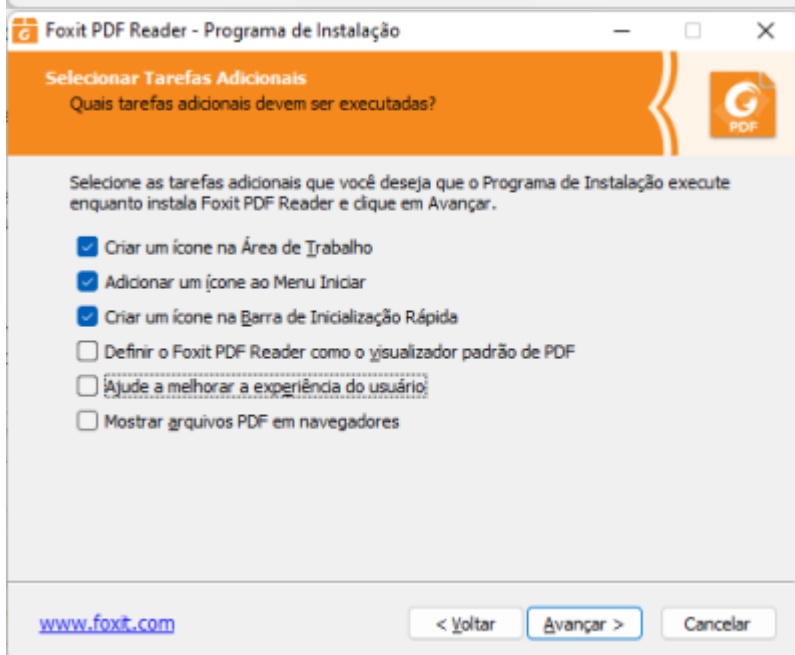 Foxit PDF Reader - Programa de Instalação
Selecionar Tarefas Adicionais
Quais tarefas adicionais devem ser executadas?
PDF
Selecione as tarefas adicionais que você deseja que o Programa de Instalação execute
enquanto instala Foxit PDF Reader e clique em Avançar.
Criar um ícone na Área de Trabalho
Adicionar um ícone ao Menu Iniciar
Criar um ícone na Barra de Inicialização Rápida
Definir o Foxit PDF Reader como o visualizador padrão de PDF
Ajude a melhorar a experiência do usuário
Mostrar arquivos PDF em navegadores
www.foxit.com
< Voltar
Avançar >
Cancelar